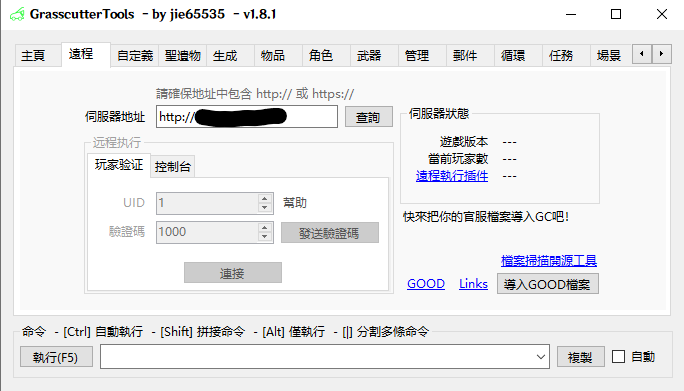 GrasscutterTools - by jie65535 - v1.8.1
主頁 遠程 自定義 聖遺物 生成 物品 角色 武器 管理 郵件 循環 任務 場景
請確保地址中包含 http:// 或 https://
伺服器地址 http:// 查詢
伺服器狀態
遊戲版本 ---
當前玩家數 ---
遠程執行插件 ---
远程执行
玩家验证 控制台
UID 1 幫助
驗證碼 1000 發送驗證碼
連接
快來把你的官服檔案導入GC吧!
檔案掃描開源工具
GOOD Links 導入GOOD檔案
命令 - [Ctrl] 自動執行 - [Shift] 拼接命令 - [Alt] 僅執行 - [|] 分割多條命令
執行(F5) 複製 自動